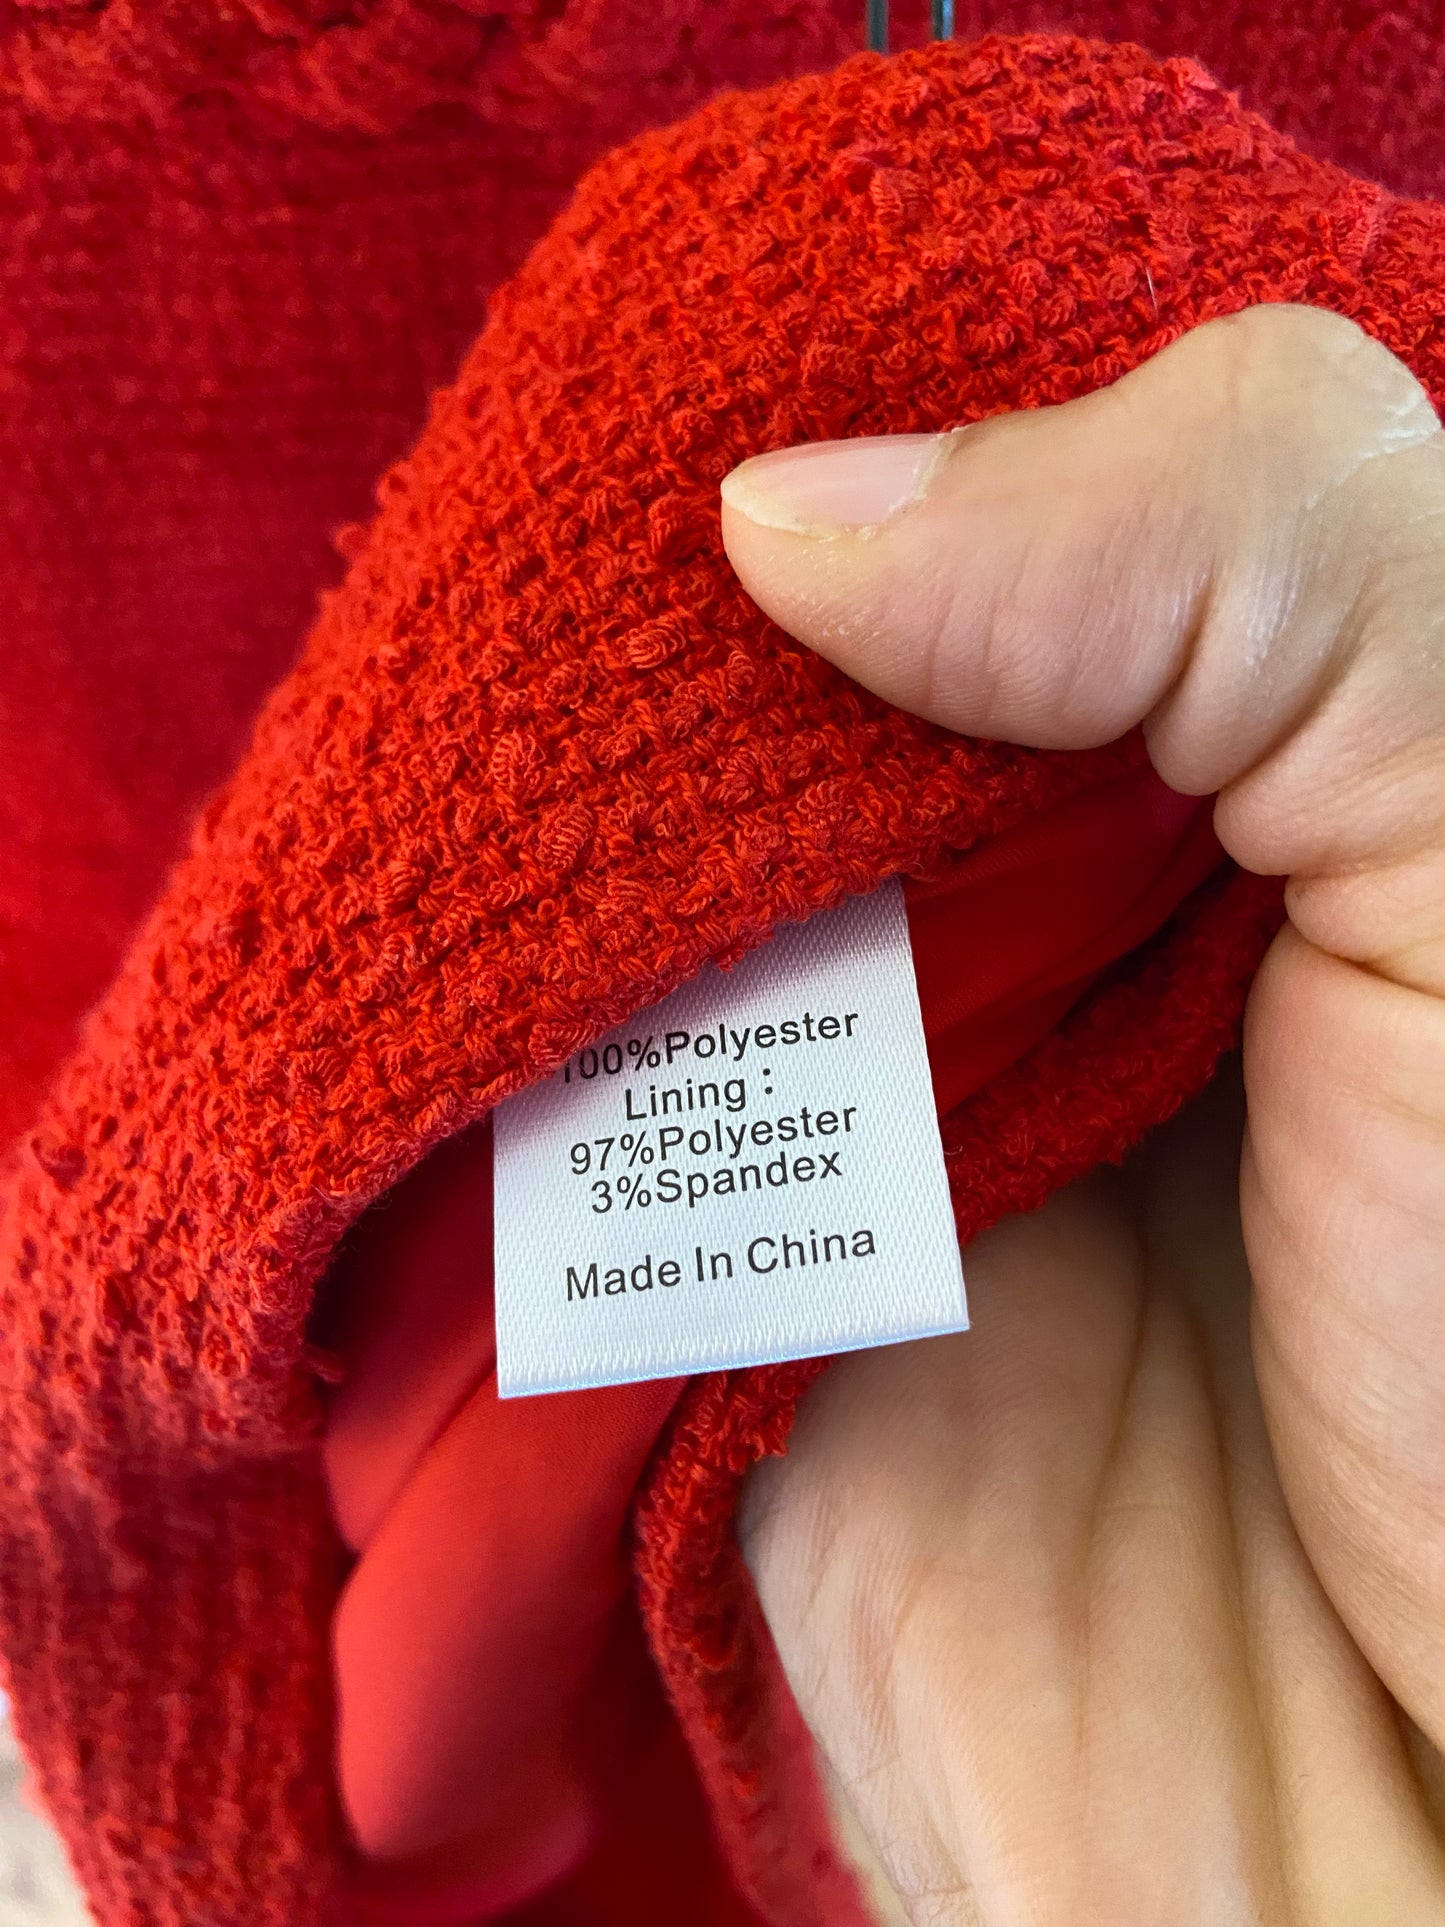 100%Polyester
Lining :
97%Polyester
3%Spandex
Made In China